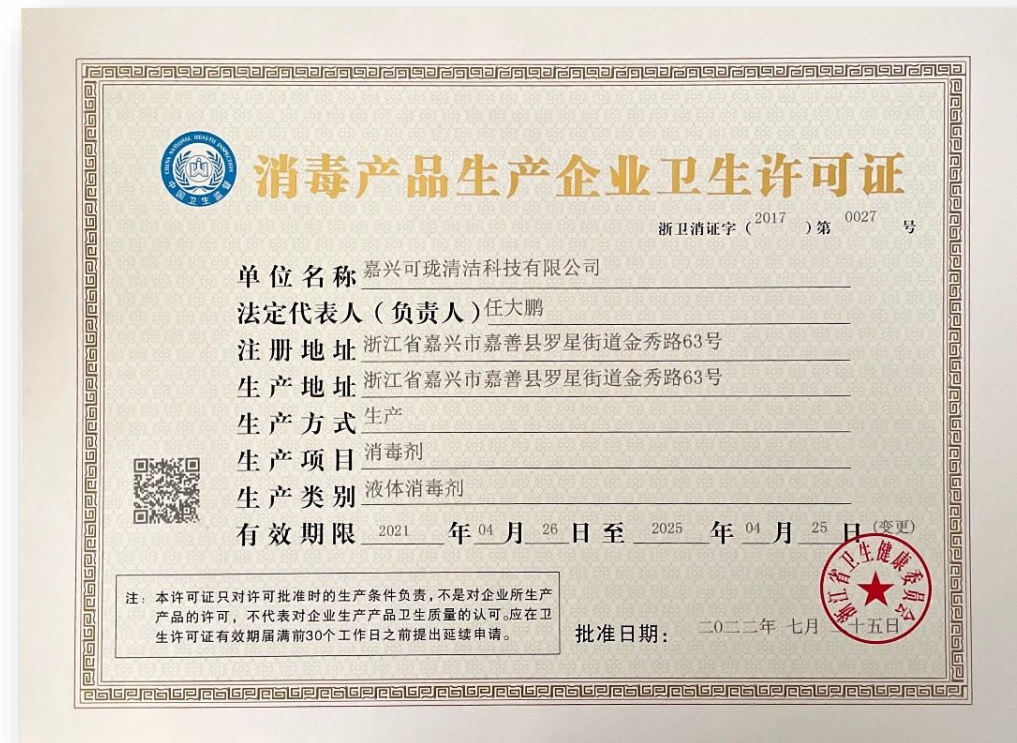 CHINA NATIONAL HEALTH INSPECTION
中国卫生监督
消毒产品生产企业卫生许可证
浙卫消证字(2017)第0027号
单位名称 嘉兴可珑清洁科技有限公司
法定代表人(负责人) 任大鹏
注册地址 浙江省嘉兴市嘉善县罗星街道金秀路63号
生产地址 浙江省嘉兴市嘉善县罗星街道金秀路63号
生产方式 生产
生产项目 消毒剂
生产类别 液体消毒剂
有效期限 2021 年 04 月 26 日至 2025 年 04 月 25 日 (变更)
注:本许可证只对许可批准时的生产条件负责,不是对企业所生产
产品的许可,不代表对企业生产产品卫生质量的认可。应在卫
生许可证有效期届满前30个工作日之前提出延续申请。
浙江省卫生健康委员会
批准日期: 二〇二二年 七月 二十五日